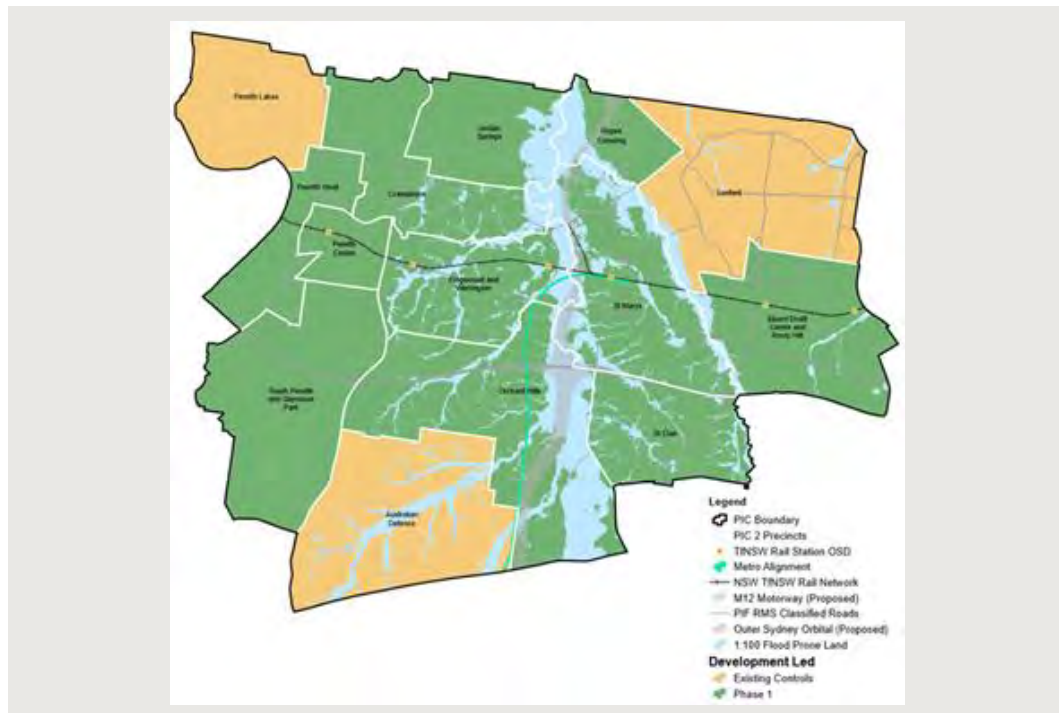 Penrith Lakes
Jordan
Springs
Ropes
Crossing
Penrith West
Cranebrook
Penrith
Centre
Kingswood and
Werrington
St Marys
Mount Druitt
Centre and
Rooty Hill
South Penrith
and Glenmore
Park
Orchard Hills
St Clair
Australian
Defence
Legend
PIC Boundary
PIC 2 Precincts
TfNSW Rail Station OSD
Metro Alignment
NSW TfNSW Rail Network
M12 Motorway (Proposed)
PIF RMS Classified Roads
Outer Sydney Orbital (Proposed)
1:100 Flood Prone Land
Development Led
Existing Controls
Phase 1